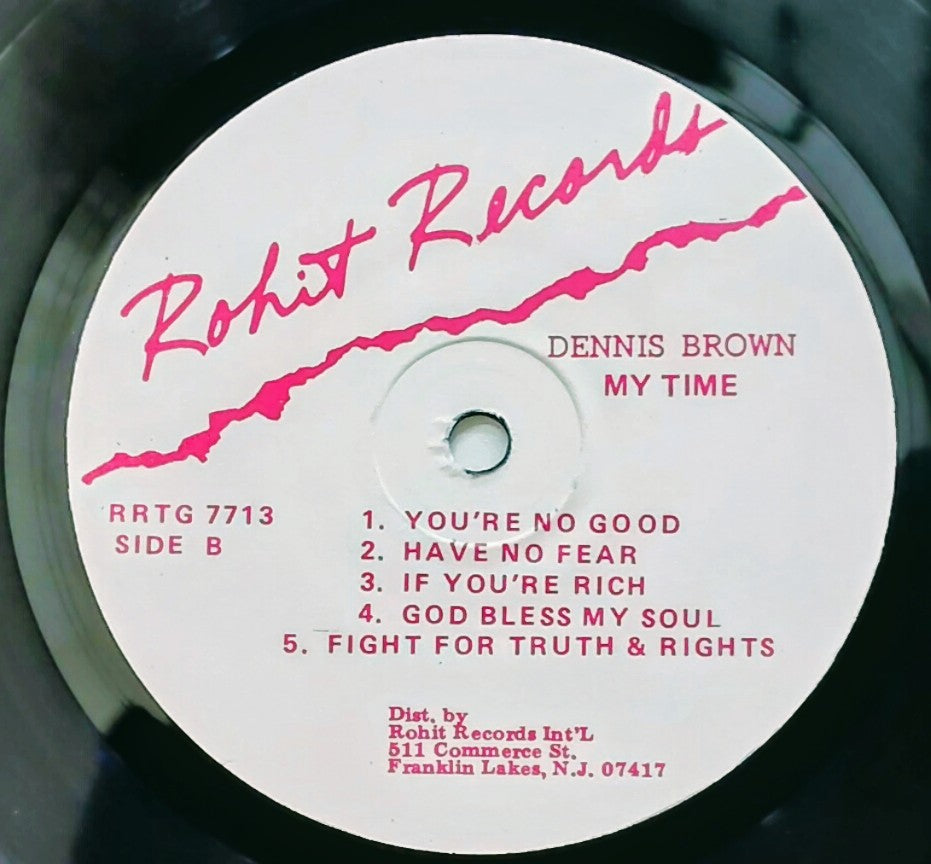 Rohit Records
DENNIS BROWN
MY TIME
RRTG 7713
SIDE B
1. YOU'RE NO GOOD
2. HAVE NO FEAR
3. IF YOU'RE RICH
4. GOD BLESS MY SOUL
5. FIGHT FOR TRUTH & RIGHTS
Dist. by
Rohit Records Int'L
511 Commerce St.
Franklin Lakes, N.J. 07417